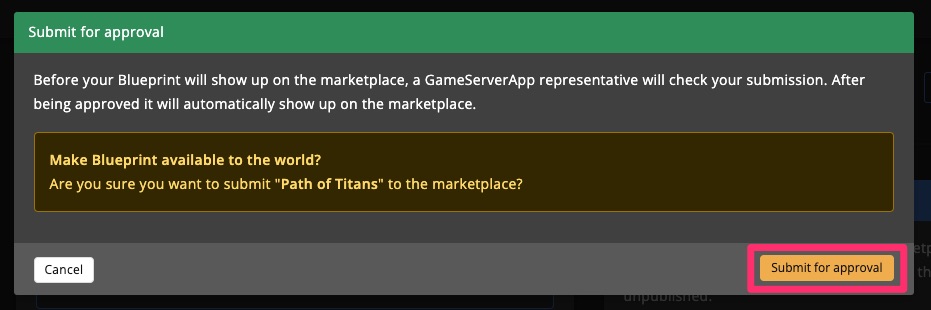 Submit for approval
Before your Blueprint will show up on the marketplace, a GameServerApp representative will check your submission. After
being approved it will automatically show up on the marketplace.
Make Blueprint available to the world?
Are you sure you want to submit "Path of Titans" to the marketplace?
Cancel
Submit for approval
unpublished.